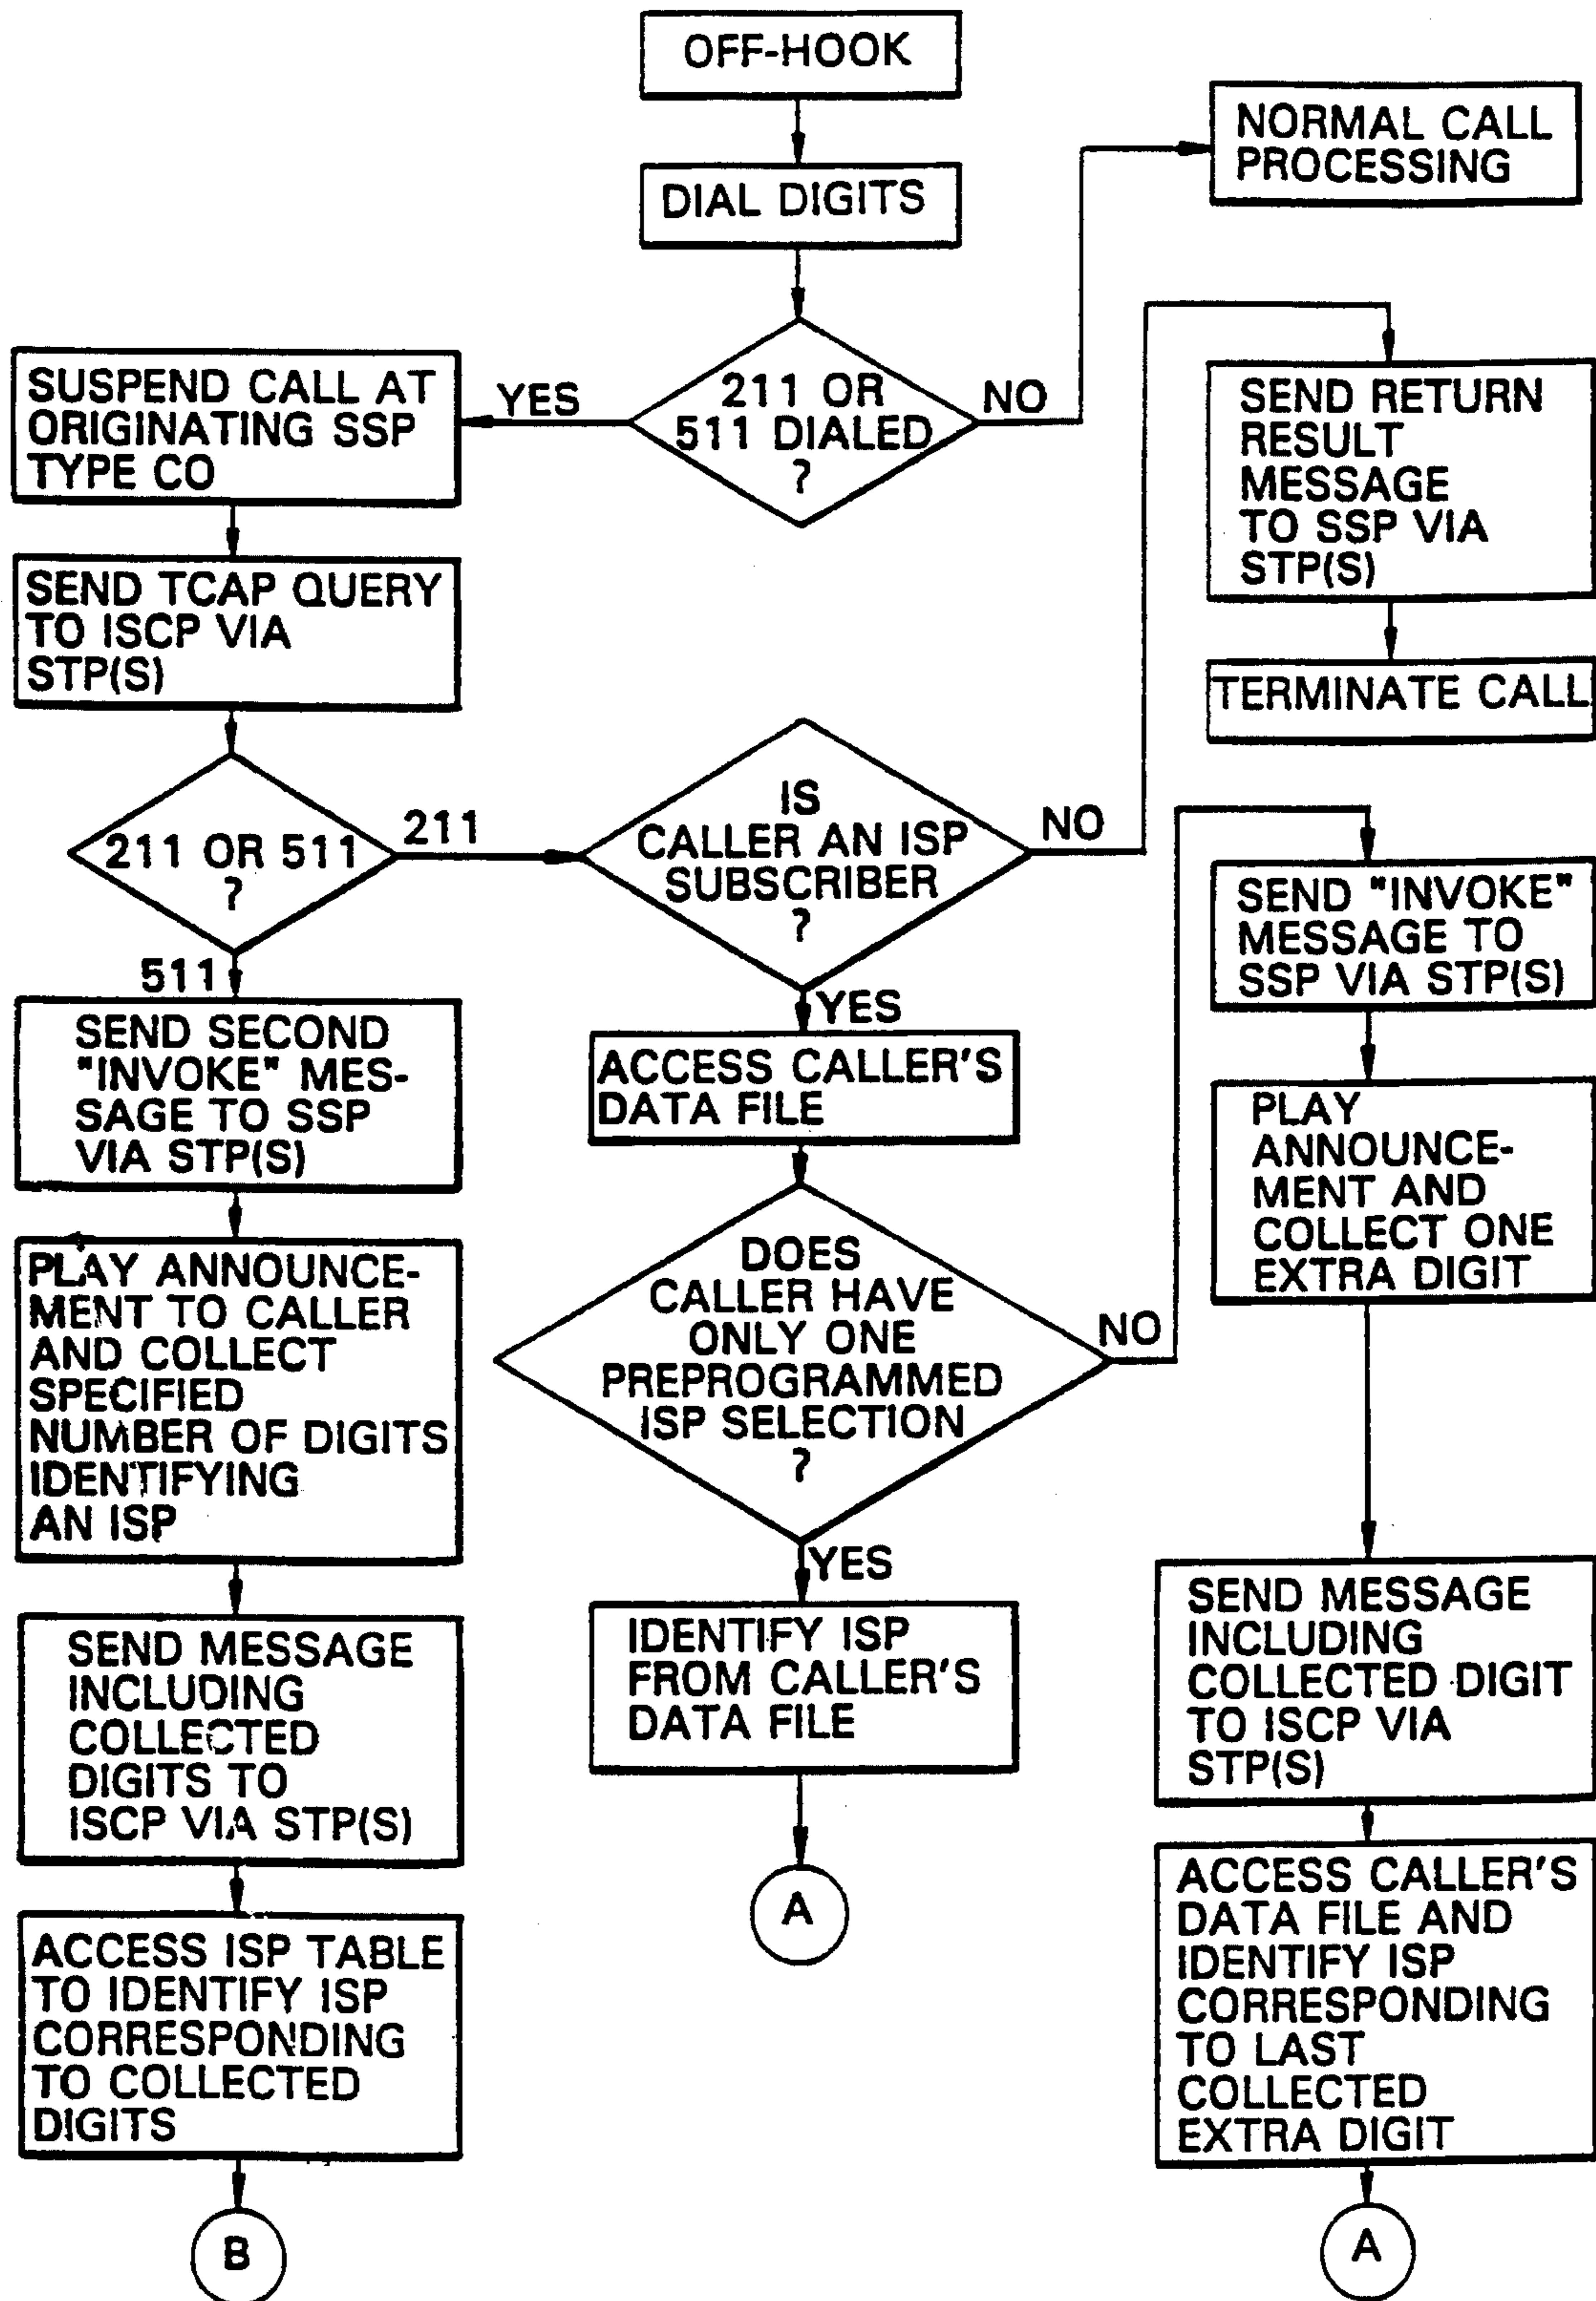 OFF-HOOK
DIAL DIGITS
NORMAL CALL
PROCESSING
211 OR
511 DIALED
?
YES
NO
SUSPEND CALL AT
ORIGINATING SSP
TYPE CO
SEND TCAP QUERY
TO ISCP VIA
STP(S)
SEND RETURN
RESULT
MESSAGE
TO SSP VIA
STP(S)
TERMINATE CALL
211 OR 511
?
211
511
IS
CALLER AN ISP
SUBSCRIBER
?
NO
YES
SEND SECOND
"INVOKE" MES-
SAGE TO SSP
VIA STP(S)
PLAY ANNOUNCE-
MENT TO CALLER
AND COLLECT
SPECIFIED
NUMBER OF DIGITS
IDENTIFYING
AN ISP
SEND MESSAGE
INCLUDING
COLLECTED
DIGITS TO
ISCP VIA STP(S)
ACCESS ISP TABLE
TO IDENTIFY ISP
CORRESPONDING
TO COLLECTED
DIGITS
B
ACCESS CALLER'S
DATA FILE
DOES
CALLER HAVE
ONLY ONE
PREPROGRAMMED
ISP SELECTION
?
NO
YES
IDENTIFY ISP
FROM CALLER'S
DATA FILE
A
SEND "INVOKE"
MESSAGE TO
SSP VIA STP(S)
PLAY
ANNOUNCE-
MENT AND
COLLECT ONE
EXTRA DIGIT
SEND MESSAGE
INCLUDING
COLLECTED DIGIT
TO ISCP VIA
STP(S)
ACCESS CALLER'S
DATA FILE AND
IDENTIFY ISP
CORRESPONDING
TO LAST
COLLECTED
EXTRA DIGIT
A